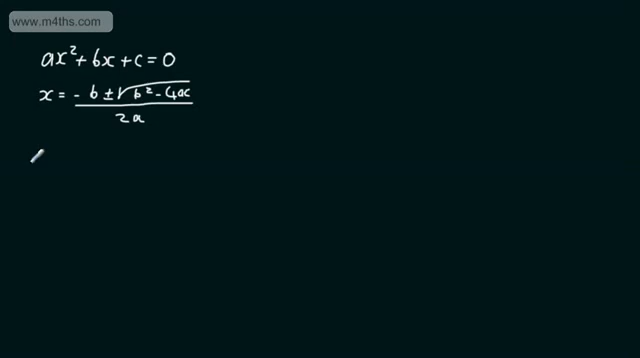 www.m4ths.com
ax² + bx + c = 0
x = - b ± √b² - 4ac
2a